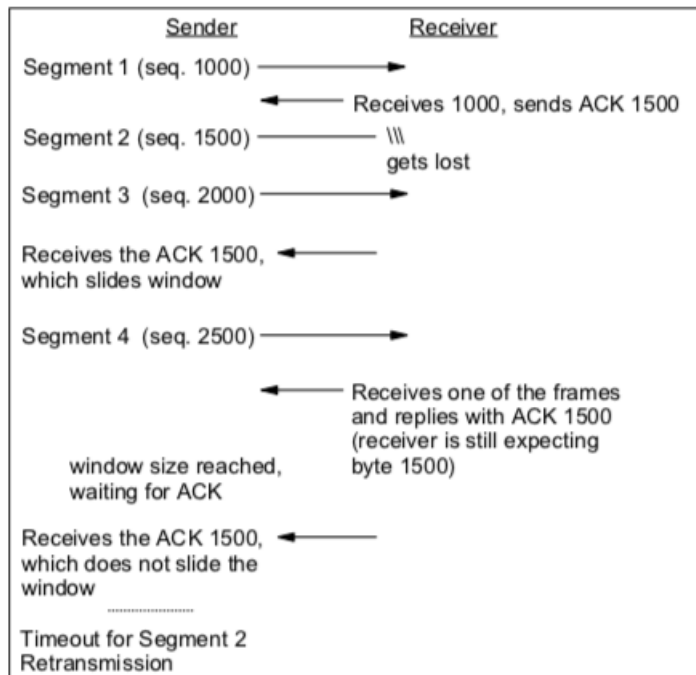 Sender Receiver
Segment 1 (seq. 1000)
Receives 1000, sends ACK 1500
Segment 2 (seq. 1500) \\\
gets lost
Segment 3 (seq. 2000)
Receives the ACK 1500,
which slides window
Segment 4 (seq. 2500)
Receives one of the frames
and replies with ACK 1500
(receiver is still expecting
byte 1500)
window size reached,
waiting for ACK
Receives the ACK 1500,
which does not slide the
window
Timeout for Segment 2
Retransmission